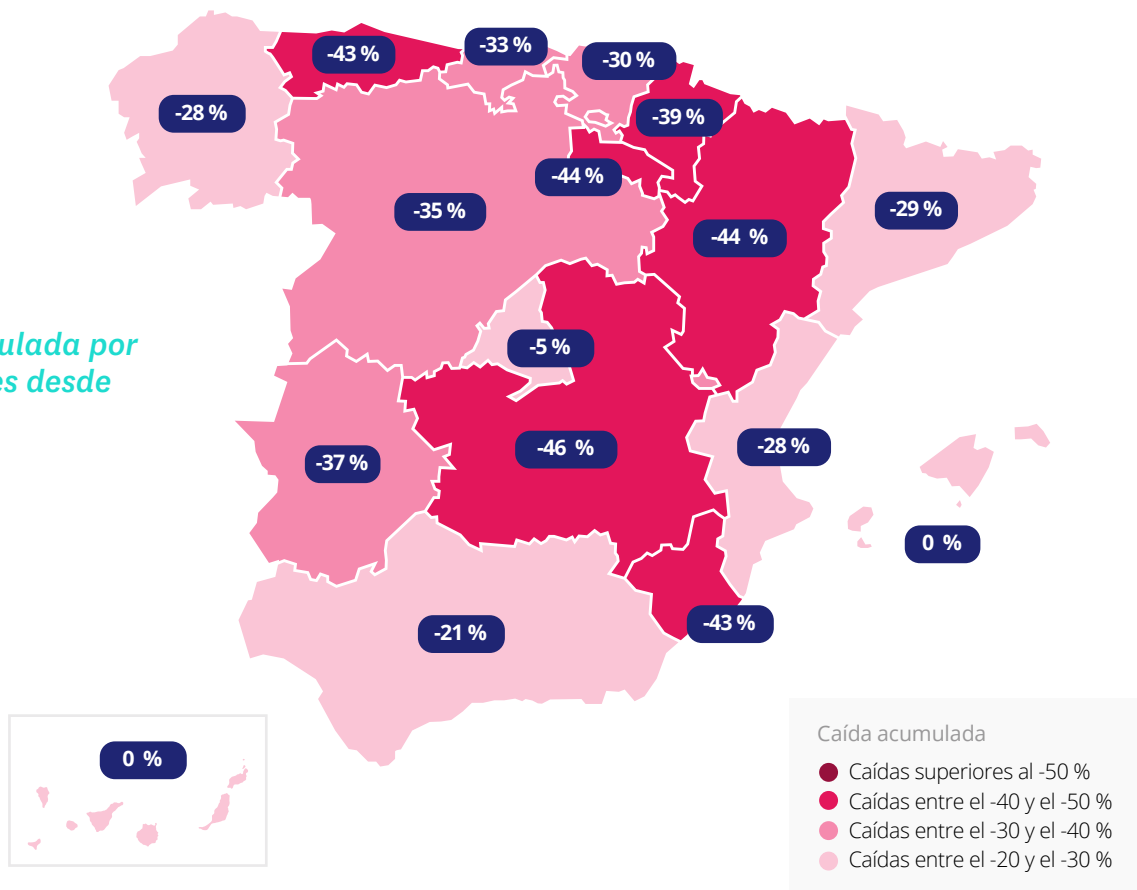 -43 %
-33 %
-30 %
-28 %
-39 %
-44 %
-35 %
-29 %
-44 %
ulada por
es desde
-5 %
-46 %
-28 %
-37 %
0 %
-43 %
-21 %
0 %
Caída acumulada
Caídas superiores al -50 %
Caídas entre el -40 y el -50 %
Caídas entre el -30 y el -40 %
Caídas entre el -20 y el -30 %